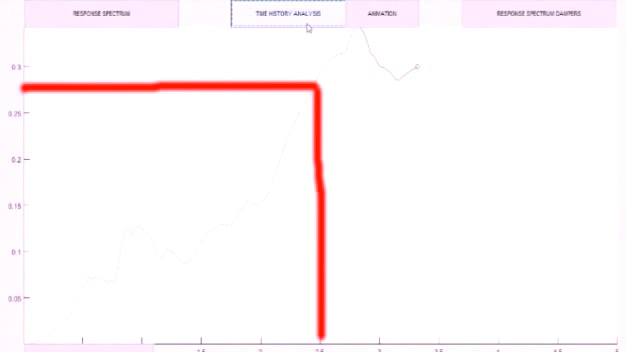 RESPONSE SPECTRUM
TIME HISTORY ANALYSIS
ANIMATION
RESPONSE SPECTRUM DAMPERS
0.3
0.25
0.2
0.15
0.1
0.05
1.5 2 2.5 3 3.5 4 4.5 5